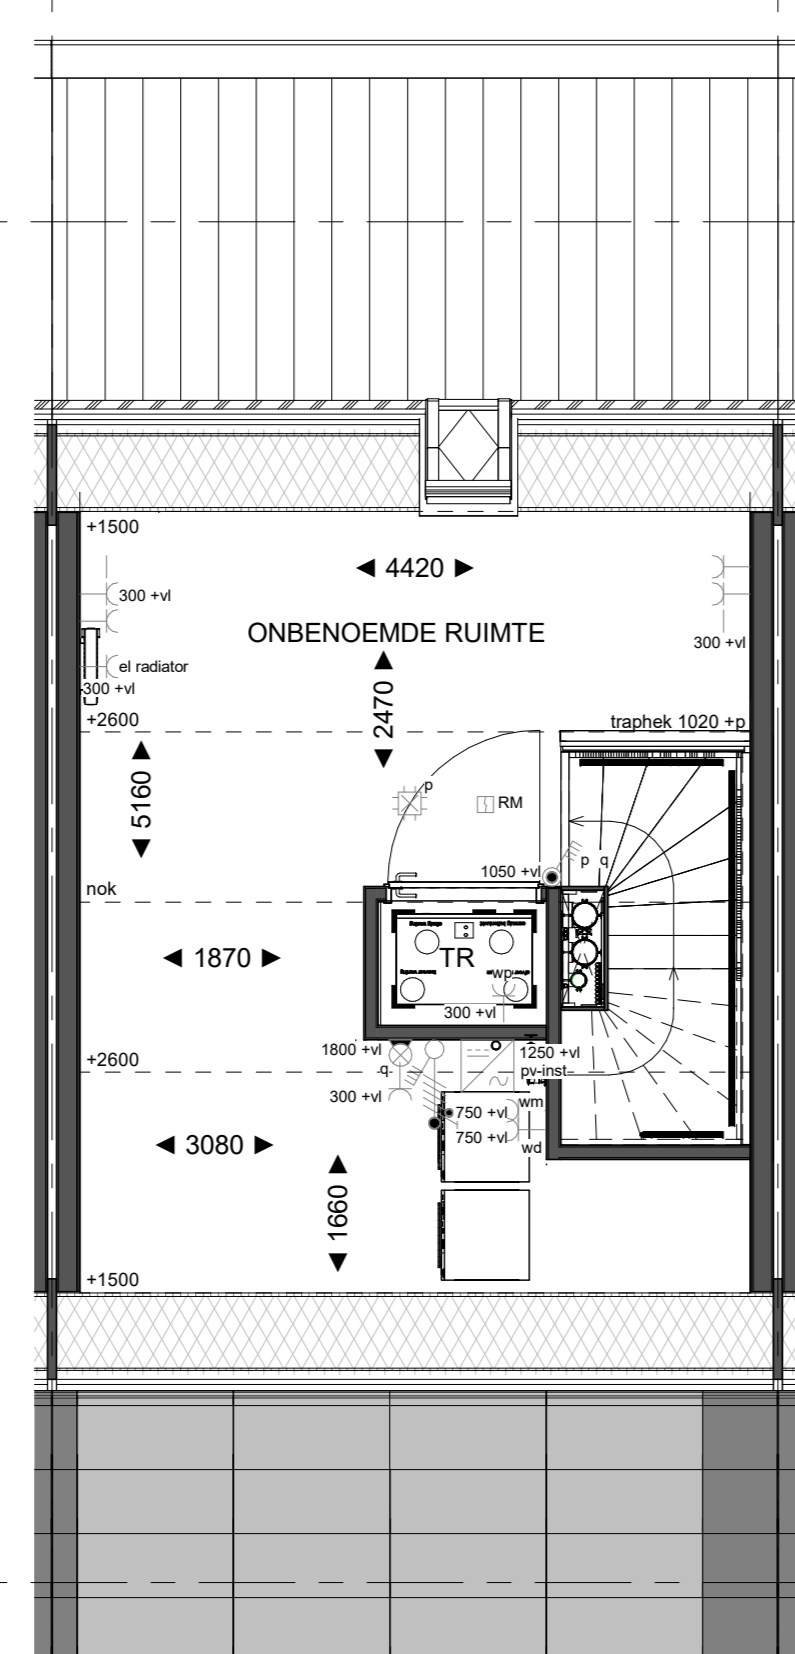 +1500
4420
300 +vl
ONBENOEMDE RUIMTE
300 +vl
el radiator
300 +vl
2470
+2600
traphek 1020 +p
5160
p
RM
p q
1050 +vl
nok
1870
TR
wp
300 +vl
1800 +vl
1250 +vl
+2600
q
pv-inst
300 +vl
wm
750 +vl
750 +vl
3080
wd
1660
+1500